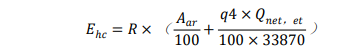 E_hc = R × （A_ar/100 + q4 × Q_net，et/100 × 33870）